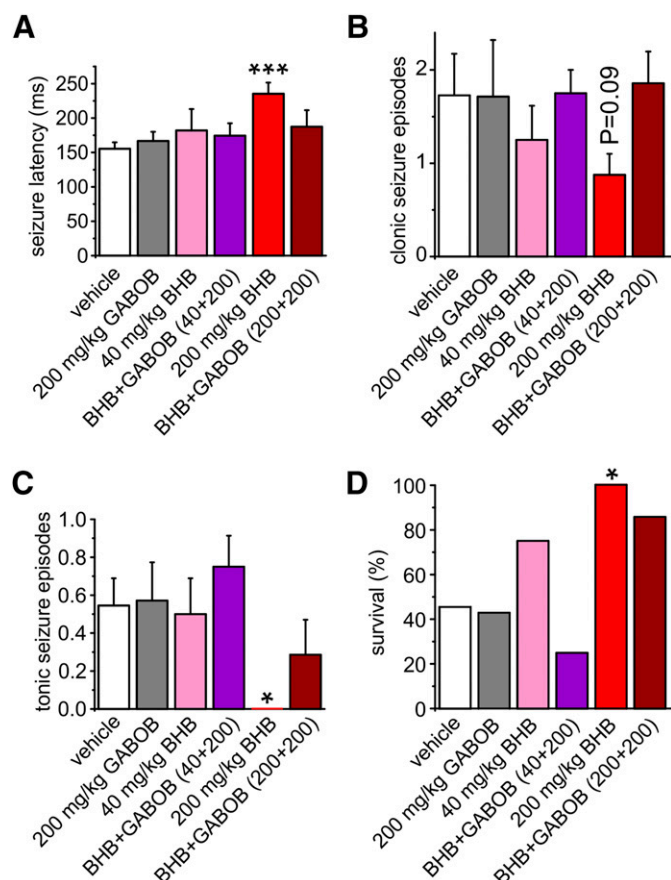 A
seizure latency (ms)
250
200
150
100
50
0
***
vehicle
200 mg/kg GABOB
40 mg/kg BHB
BHB+GABOB (40+200)
200 mg/kg BHB
BHB+GABOB (200+200)
B
clonic seizure episodes
2
1
0
P=0.09
vehicle
200 mg/kg GABOB
40 mg/kg BHB
BHB+GABOB (40+200)
200 mg/kg BHB
BHB+GABOB (200+200)
C
tonic seizure episodes
1.0
0.8
0.6
0.4
0.2
0.0
*
vehicle
200 mg/kg GABOB
40 mg/kg BHB
BHB+GABOB (40+200)
200 mg/kg BHB
BHB+GABOB (200+200)
D
survival (%)
100
80
60
40
20
0
*
vehicle
200 mg/kg GABOB
40 mg/kg BHB
BHB+GABOB (40+200)
200 mg/kg BHB
BHB+GABOB (200+200)